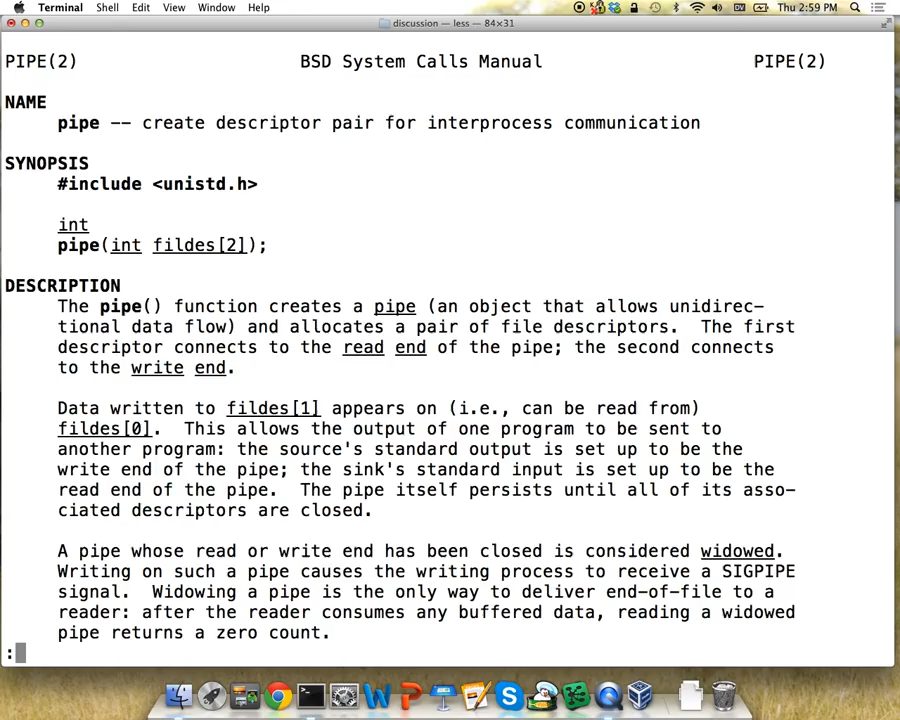 Terminal Shell Edit View Window Help Thu 2:59 PM
discussion — less — 84×31
PIPE(2) BSD System Calls Manual PIPE(2)
NAME
pipe -- create descriptor pair for interprocess communication
SYNOPSIS
#include <unistd.h>
int
pipe(int fildes[2]);
DESCRIPTION
The pipe() function creates a pipe (an object that allows unidirec-
tional data flow) and allocates a pair of file descriptors.  The first
descriptor connects to the read end of the pipe; the second connects
to the write end.
Data written to fildes[1] appears on (i.e., can be read from)
fildes[0].  This allows the output of one program to be sent to
another program: the source's standard output is set up to be the
write end of the pipe; the sink's standard input is set up to be the
read end of the pipe.  The pipe itself persists until all of its asso-
ciated descriptors are closed.
A pipe whose read or write end has been closed is considered widowed.
Writing on such a pipe causes the writing process to receive a SIGPIPE
signal.  Widowing a pipe is the only way to deliver end-of-file to a
reader: after the reader consumes any buffered data, reading a widowed
pipe returns a zero count.
: